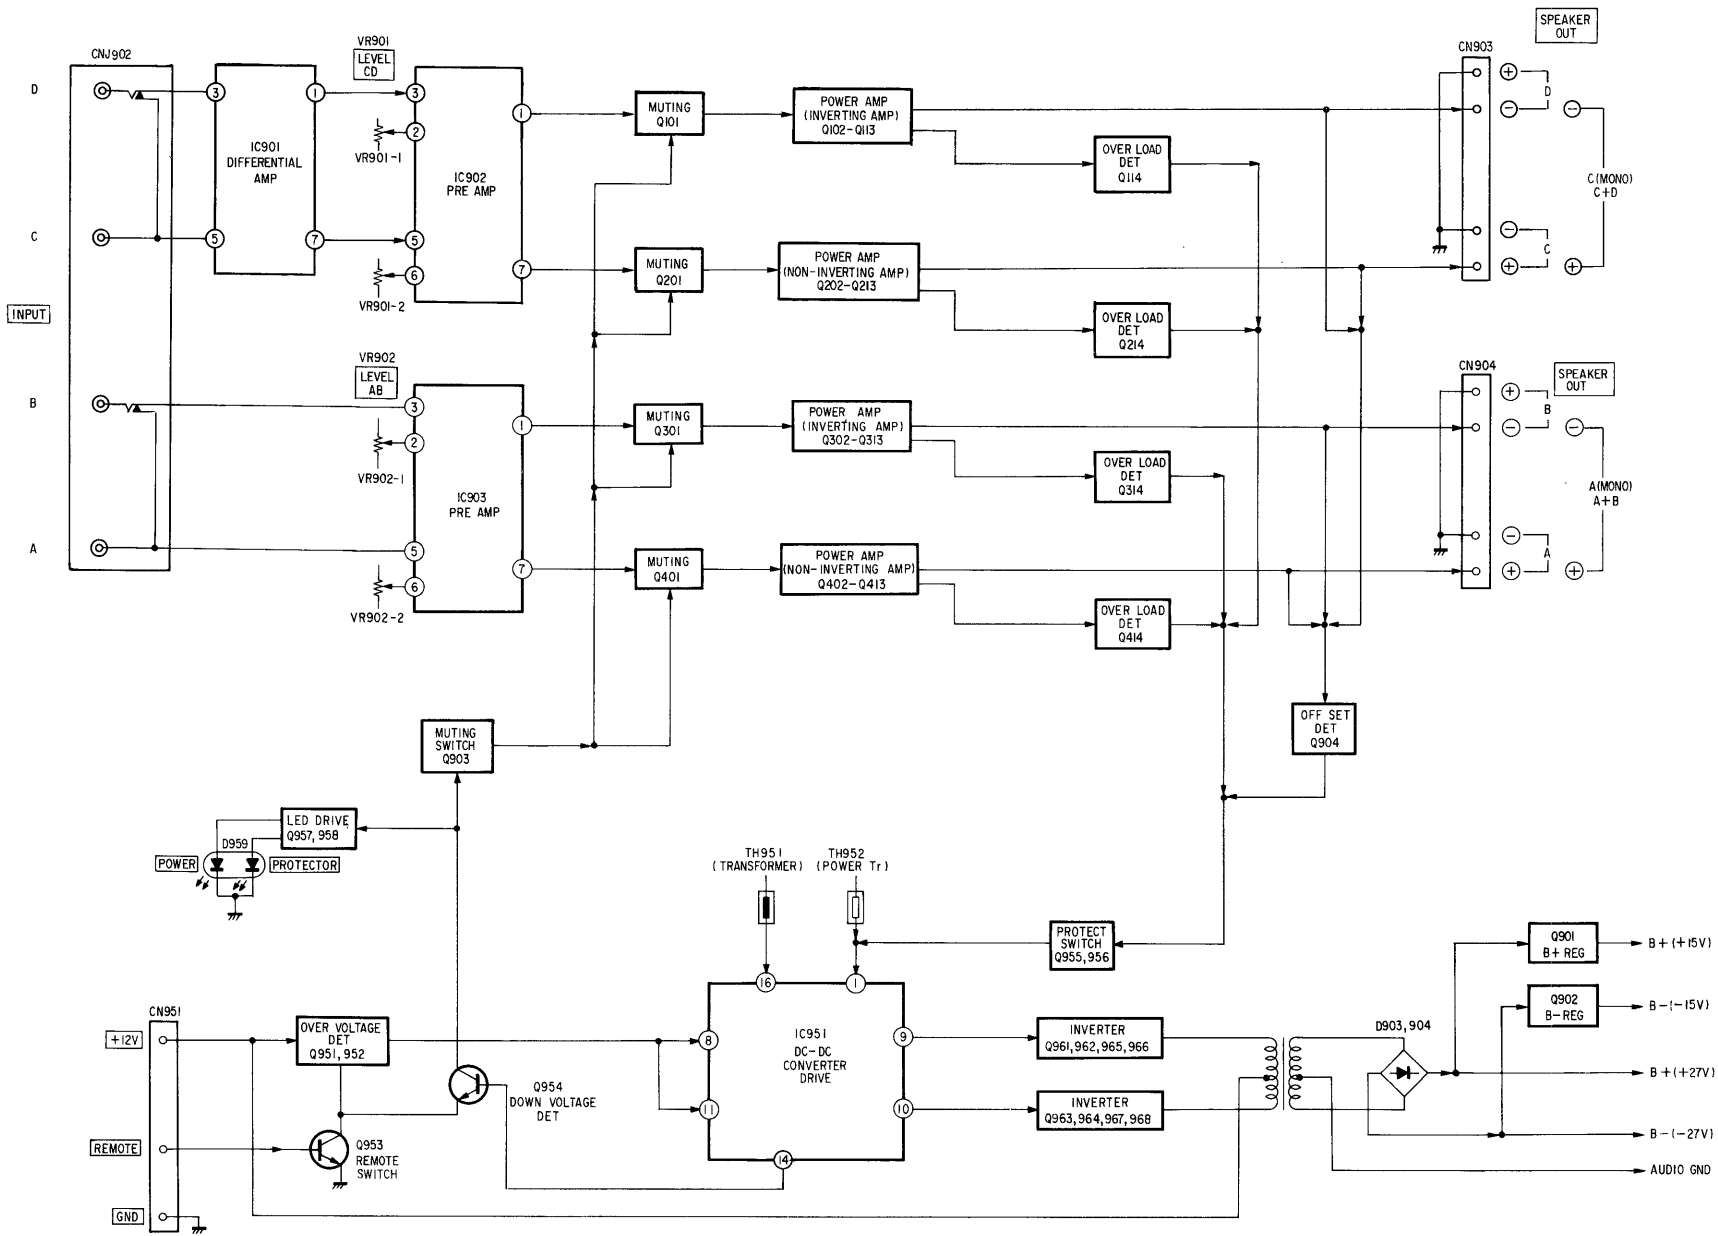 SPEAKER
OUT
CNJ902
VR901
LEVEL
CD
CN903
D
3
1
3
1
2
VR901-1
IC901
DIFFERENTIAL
AMP
IC902
PRE AMP
MUTING
Q101
POWER AMP
(INVERTING AMP)
Q102-Q113
OVER LOAD
DET
Q114
+
-
D
-
C(MONO)
C+D
C
5
7
5
6
7
VR901-2
MUTING
Q201
POWER AMP
(NON-INVERTING AMP)
Q202-Q213
OVER LOAD
DET
Q214
-
+
C
+
INPUT
VR902
LEVEL
AB
CN904
SPEAKER
OUT
B
3
1
2
VR902-1
IC903
PRE AMP
MUTING
Q301
POWER AMP
(INVERTING AMP)
Q302-Q313
OVER LOAD
DET
Q314
+
-
B
-
A(MONO)
A+B
A
5
6
7
VR902-2
MUTING
Q401
POWER AMP
(NON-INVERTING AMP)
Q402-Q413
OVER LOAD
DET
Q414
-
+
A
+
MUTING
SWITCH
Q903
OFF SET
DET
Q904
LED DRIVE
Q957,958
D959
POWER
PROTECTOR
TH951
(TRANSFORMER)
TH952
(POWER Tr)
PROTECT
SWITCH
Q955,956
Q901
B+ REG
B+(+15V)
Q902
B-REG
B-(-15V)
CN951
+12V
OVER VOLTAGE
DET
Q951,952
16
1
8
11
9
10
14
IC951
DC-DC
CONVERTER
DRIVE
INVERTER
Q961,962,965,966
INVERTER
Q963,964,967,968
D903,904
B+(+27V)
B-(-27V)
AUDIO GND
Q954
DOWN VOLTAGE
DET
REMOTE
Q953
REMOTE
SWITCH
GND